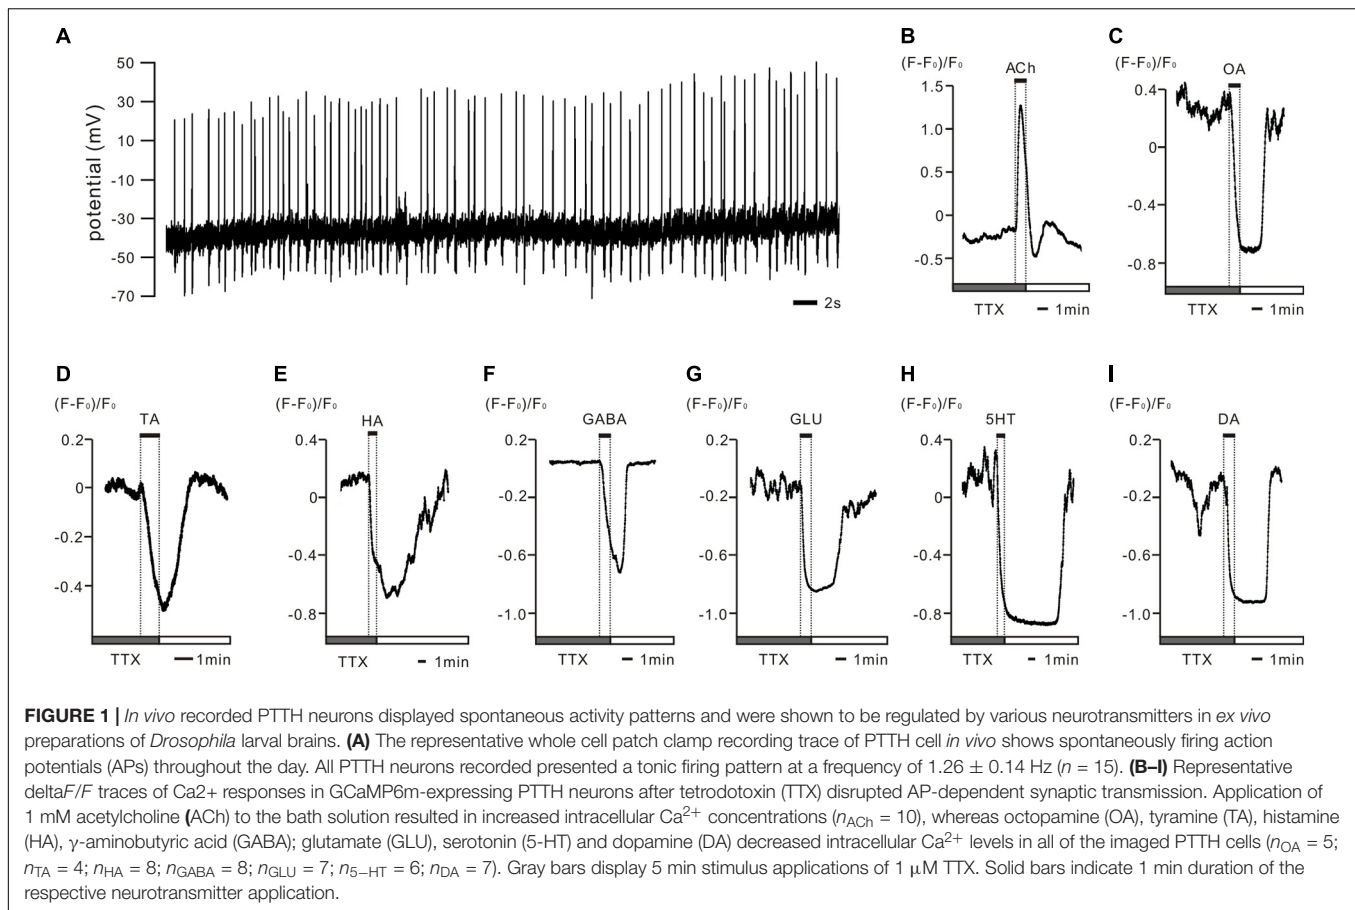 A
50
30
10
-10
-30
-50
-70
potential (mV)
2s
B
(F-F₀)/F₀
ACh
1.5
1.0
0.5
0
-0.5
TTX
1min
C
(F-F₀)/F₀
OA
0.4
0
-0.4
-0.8
TTX
1min
D
(F-F₀)/F₀
TA
0.2
0
-0.2
-0.4
TTX
1min
E
(F-F₀)/F₀
HA
0.4
0
-0.4
-0.8
TTX
1min
F
(F-F₀)/F₀
GABA
0.2
-0.2
-0.6
-1.0
TTX
1min
G
(F-F₀)/F₀
GLU
0.2
-0.2
-0.6
-1.0
TTX
1min
H
(F-F₀)/F₀
5HT
0.4
0
-0.4
-0.8
TTX
1min
I
(F-F₀)/F₀
DA
0.2
-0.2
-0.6
-1.0
TTX
1min
FIGURE 1 | In vivo recorded PTTH neurons displayed spontaneous activity patterns and were shown to be regulated by various neurotransmitters in ex vivo
preparations of Drosophila larval brains. (A) The representative whole cell patch clamp recording trace of PTTH cell in vivo shows spontaneously firing action
potentials (APs) throughout the day. All PTTH neurons recorded presented a tonic firing pattern at a frequency of 1.26 ± 0.14 Hz (n = 15). (B–I) Representative
deltaF/F traces of Ca2+ responses in GCaMP6m-expressing PTTH neurons after tetrodotoxin (TTX) disrupted AP-dependent synaptic transmission. Application of
1 mM acetylcholine (ACh) to the bath solution resulted in increased intracellular Ca²⁺ concentrations (nACh = 10), whereas octopamine (OA), tyramine (TA), histamine
(HA), γ-aminobutyric acid (GABA); glutamate (GLU), serotonin (5-HT) and dopamine (DA) decreased intracellular Ca²⁺ levels in all of the imaged PTTH cells (nOA = 5;
nTA = 4; nHA = 8; nGABA = 8; nGLU = 7; n5−HT = 6; nDA = 7). Gray bars display 5 min stimulus applications of 1 μM TTX. Solid bars indicate 1 min duration of the
respective neurotransmitter application.